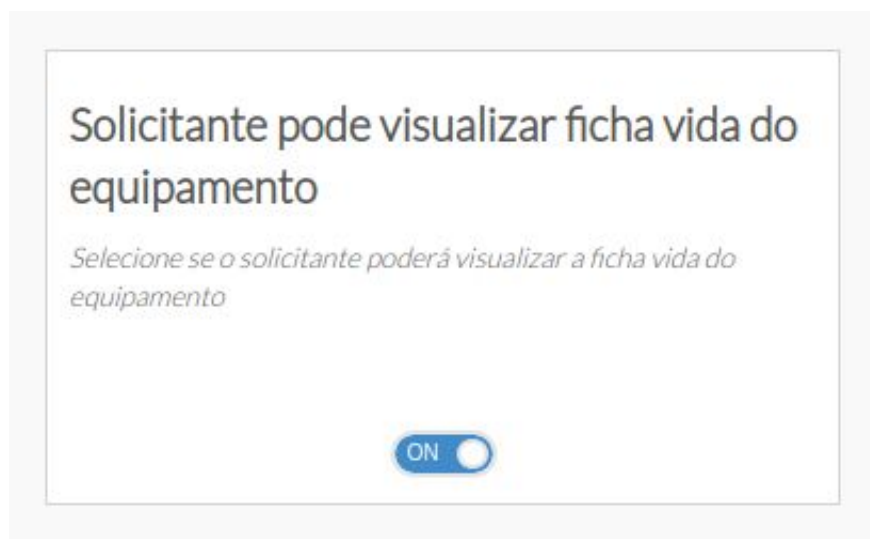 Solicitante pode visualizar ficha vida do
equipamento
Selecione se o solicitante poderá visualizar a ficha vida do
equipamento
ON